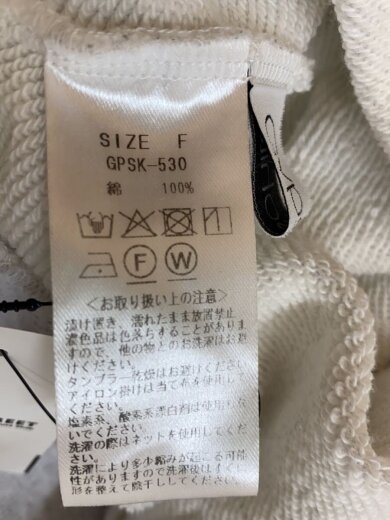 SIZE F
GPSK-530
綿 100%
F W
<お取り扱い上の注意>
漬け置き、濡れたまま放置禁止
濃色品は色落ちすることがありま
すので、他の物とのお洗濯はお避
けください。
タンブラー乾燥はお避けください
アイロン掛けは当て布を使用して
ください。
塩素系、酸素系漂白剤は使用しな
いでください。
洗濯の際はネットを使用してくだ
さい。
洗濯により多少縮みが起こる可能
性がありますので洗濯後はすぐに
形を整えて陰干ししてください。